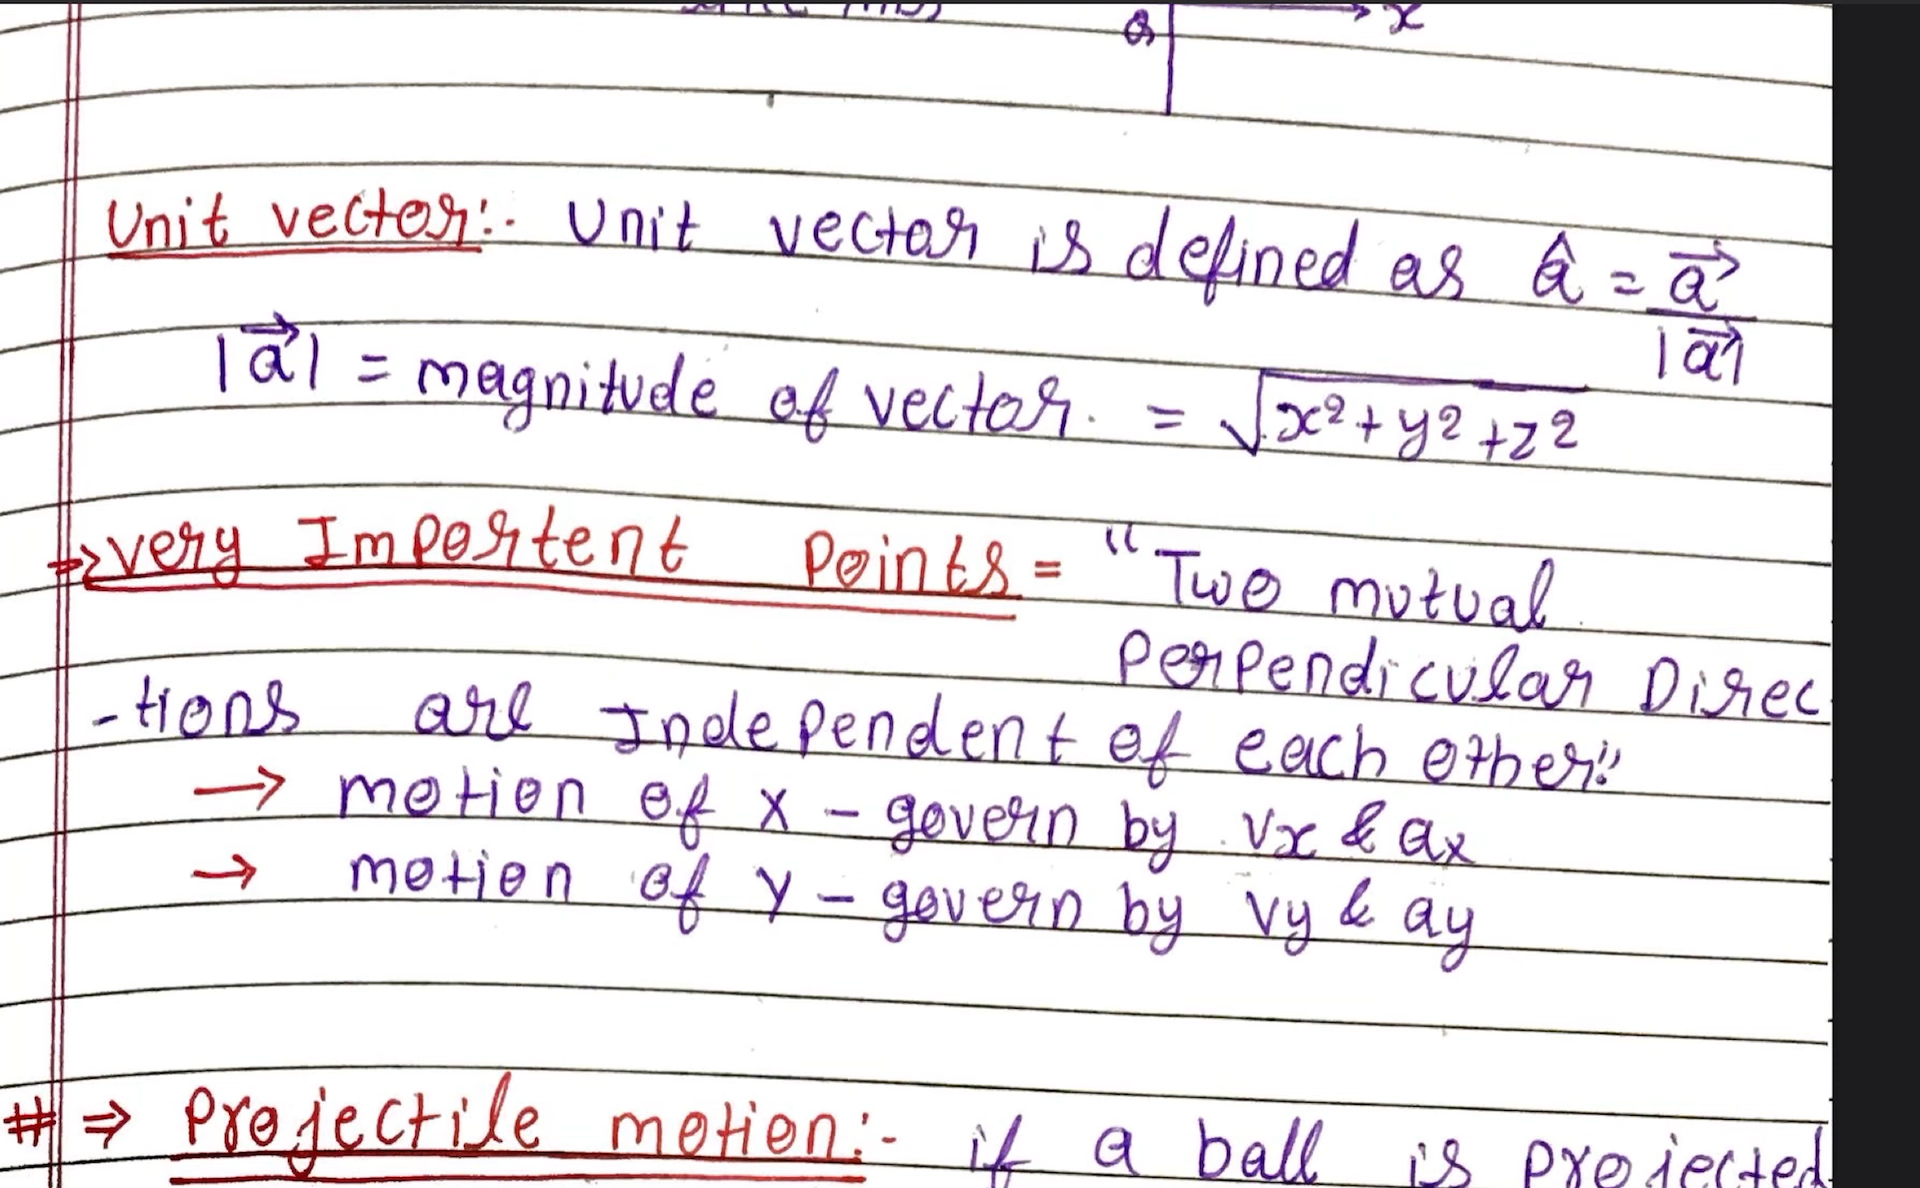 x
Unit vector:- Unit vector is defined as â = a⃗ / |a⃗|
|a⃗| = magnitude of vector. = √x²+y²+z²
⇒ very Importent Points = "Two mutual
Perpendicular Direc
-tions are Independent of each other"
→ motion of x - govern by vx & ax
→ motion of y - govern by vy & ay
# ⇒ Projectile motion:- if a ball is projected